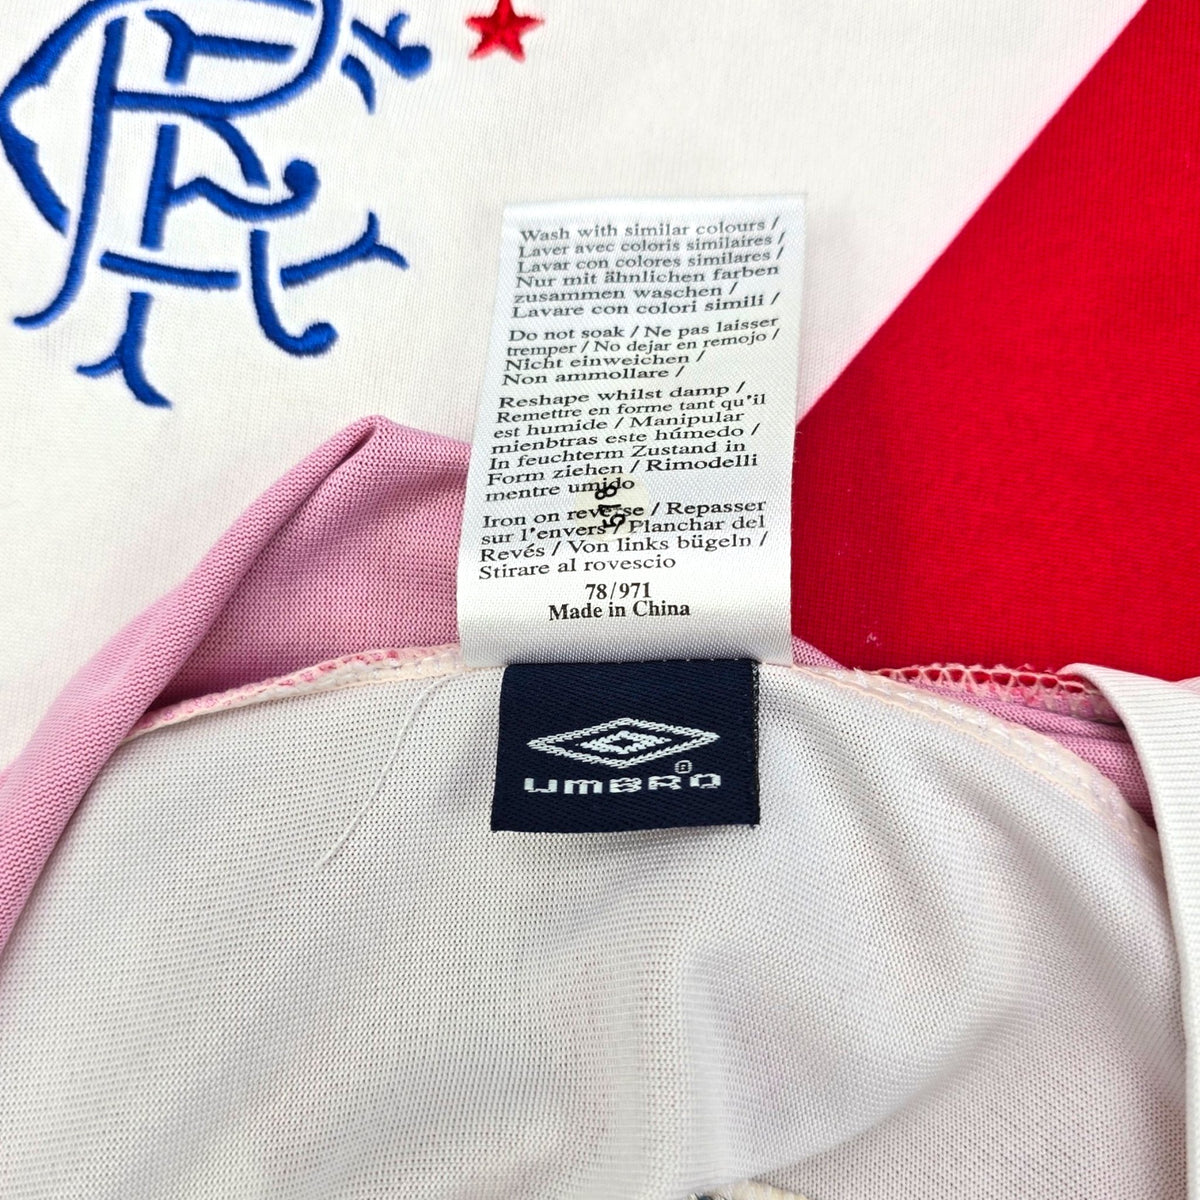 Wash with similar colours /
Laver avec coloris similaires /
Lavar con colores similares /
Nur mit ähnlichen farben
zusammen waschen /
Lavare con colori simili /
Do not soak / Ne pas laisser
tremper / No dejar en remojo /
Nicht einweichen /
Non ammollare /
Reshape whilst damp /
Remettre en forme tant qu'il
est humide / Manipular
mienbtras este húmedo /
In feuchterm Zustand in
Form ziehen / Rimodelli
mentre umido
Iron on reverse / Repasser
sur l'envers / Planchar del
Revés / Von links bügeln /
Stirare al rovescio
78/971
Made in China
518
UMBRO®